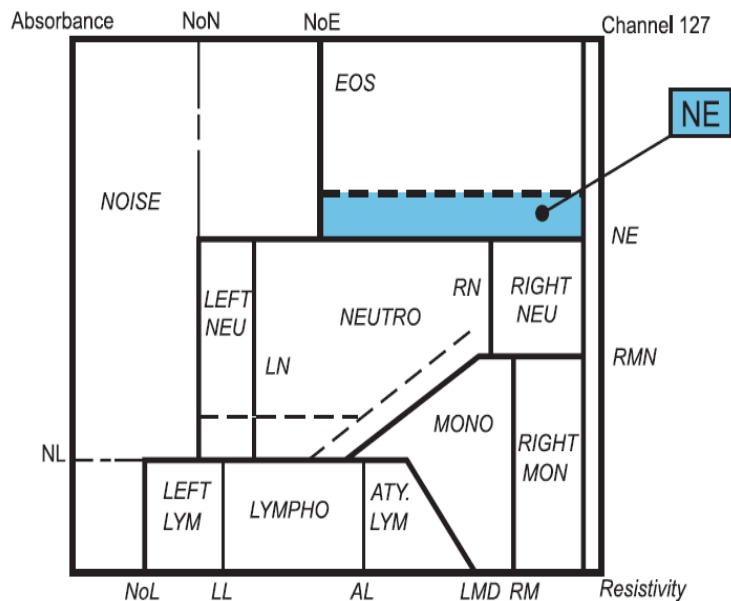 Absorbance NoN NoE Channel 127
EOS
NE
NOISE
NE
LEFT NEU
NEUTRO
RN
RIGHT NEU
LN
RMN
MONO
NL
RIGHT MON
LEFT LYM
LYMPHO
ATY. LYM
NoL LL AL LMD RM Resistivity